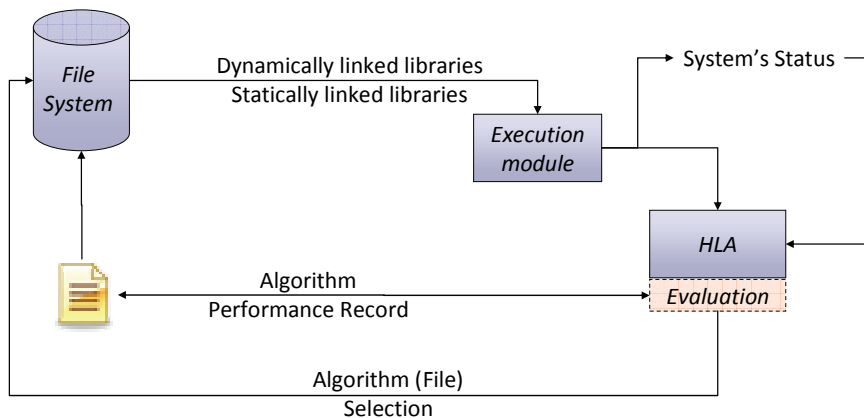 File
System
Dynamically linked libraries
Statically linked libraries
System's Status
Execution
module
HLA
Evaluation
Algorithm
Performance Record
Algorithm (File)
Selection